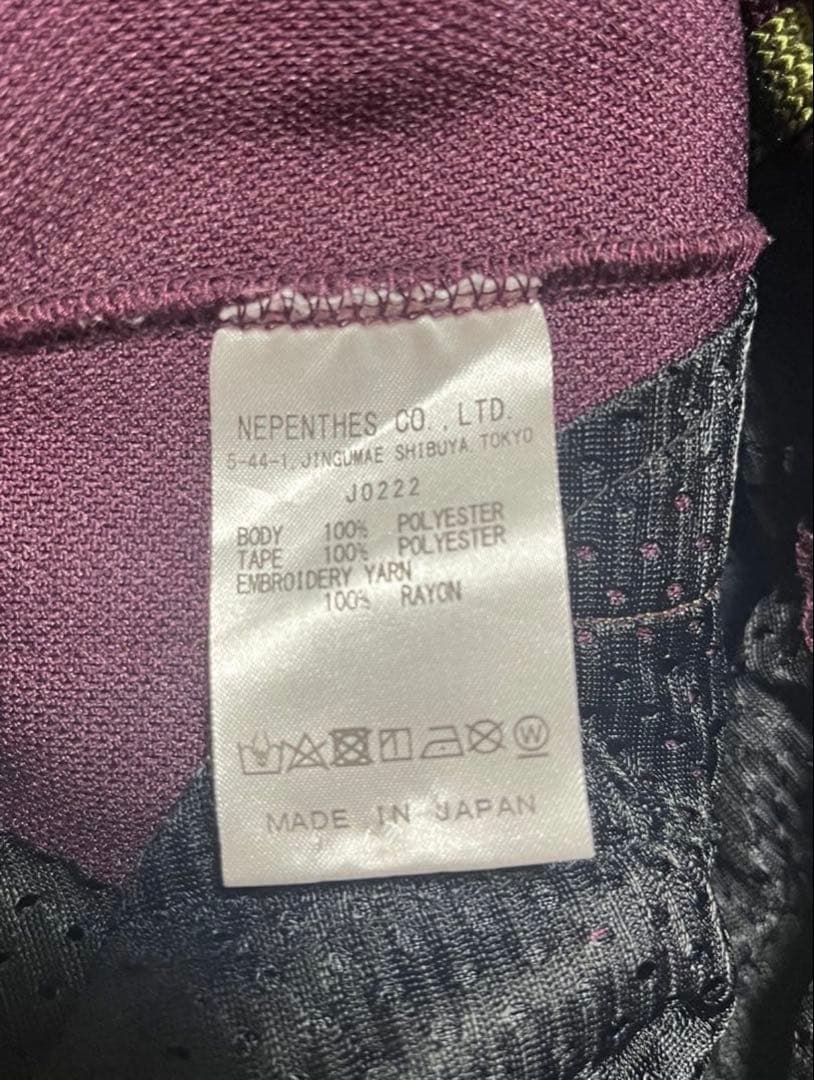 NEPENTHES CO., LTD.
5-44-1, JINGUMAE SHIBUYA TOKYO
J0222
BODY 100% POLYESTER
TAPE 100% POLYESTER
EMBROIDERY YARN
100% RAYON
W
MADE IN JAPAN